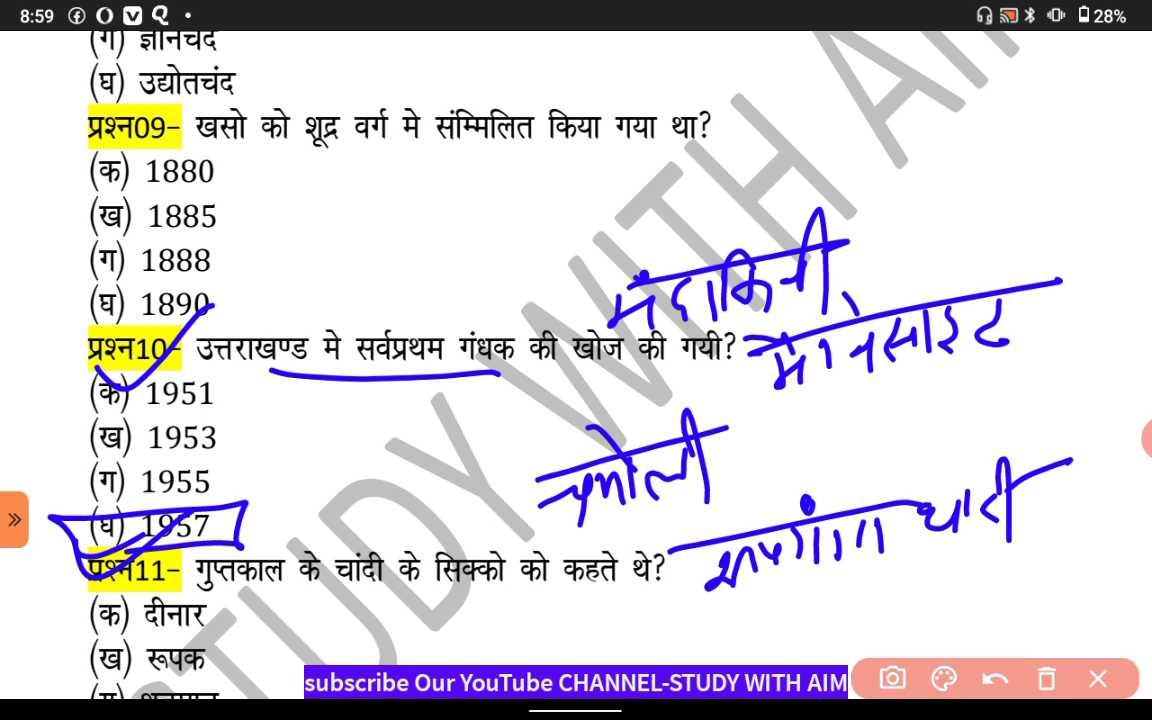 8:59
28%
(ग) ज्ञानचंद
(घ) उद्योतचंद
प्रश्न09- खसो को शूद्र वर्ग मे संम्मिलित किया गया था?
(क) 1880
(ख) 1885
(ग) 1888
(घ) 1890
मंदाकिनी
प्रश्न10- उत्तराखण्ड मे सर्वप्रथम गंधक की खोज की गयी?
(क) 1951
(ख) 1953
चमोली
(ग) 1955
(घ) 1957
घाटी
प्रश्न11- गुप्तकाल के चांदी के सिक्को को कहते थे?
(क) दीनार
(ख) रूपक
subscribe Our YouTube CHANNEL-STUDY WITH AIM
STUDY WITH AIM